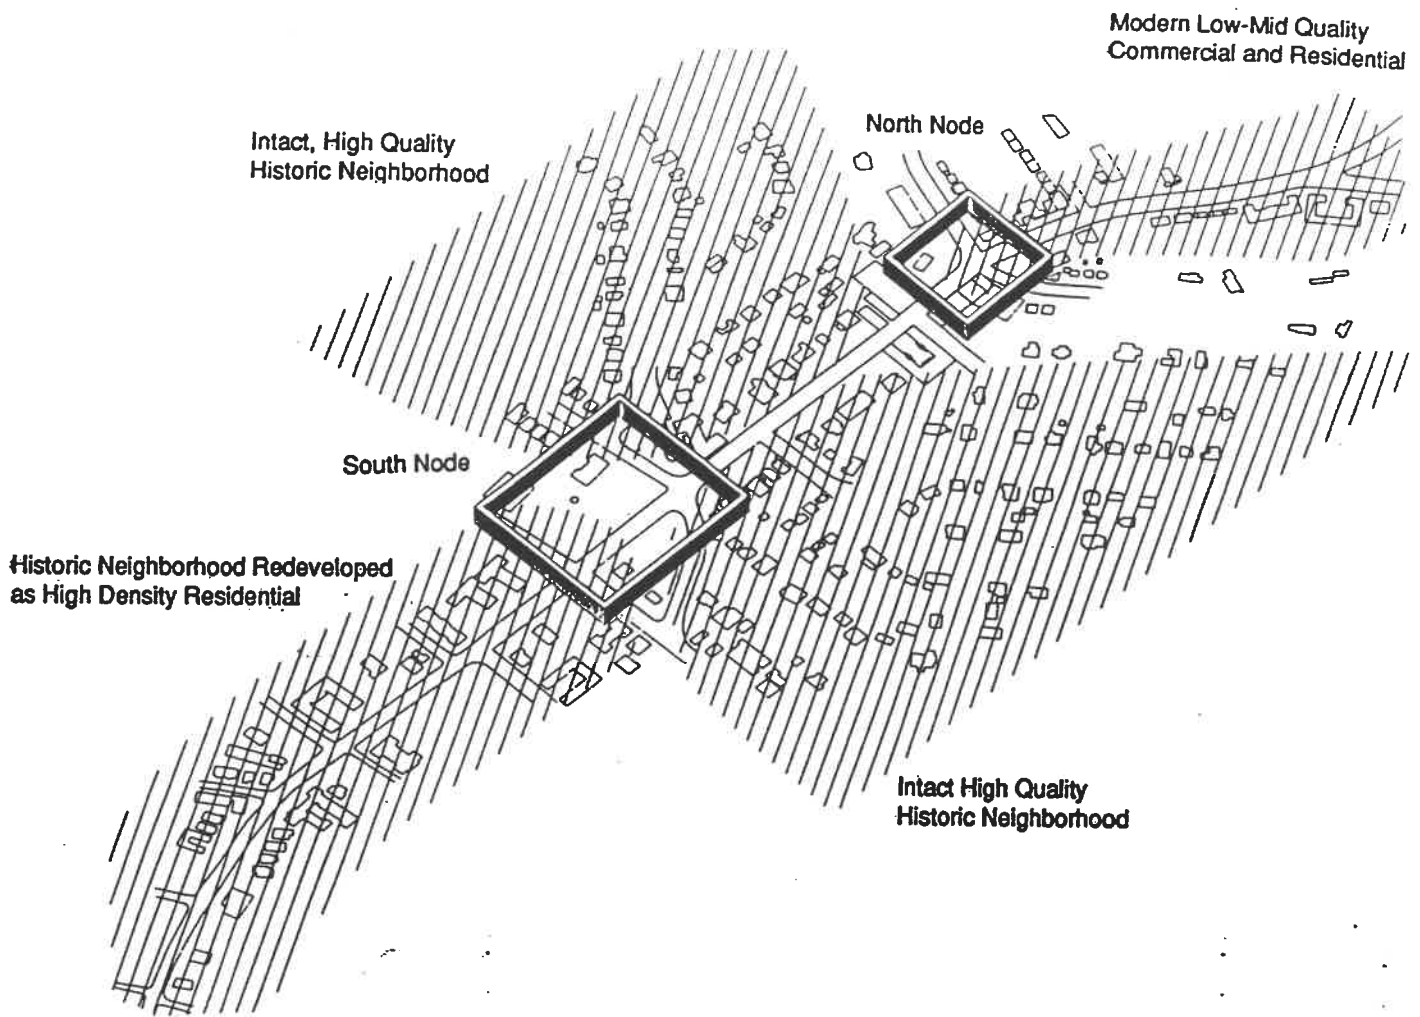 Modern Low-Mid Quality
Commercial and Residential
North Node
Intact, High Quality
Historic Neighborhood
South Node
Historic Neighborhood Redeveloped
as High Density Residential
Intact High Quality
Historic Neighborhood